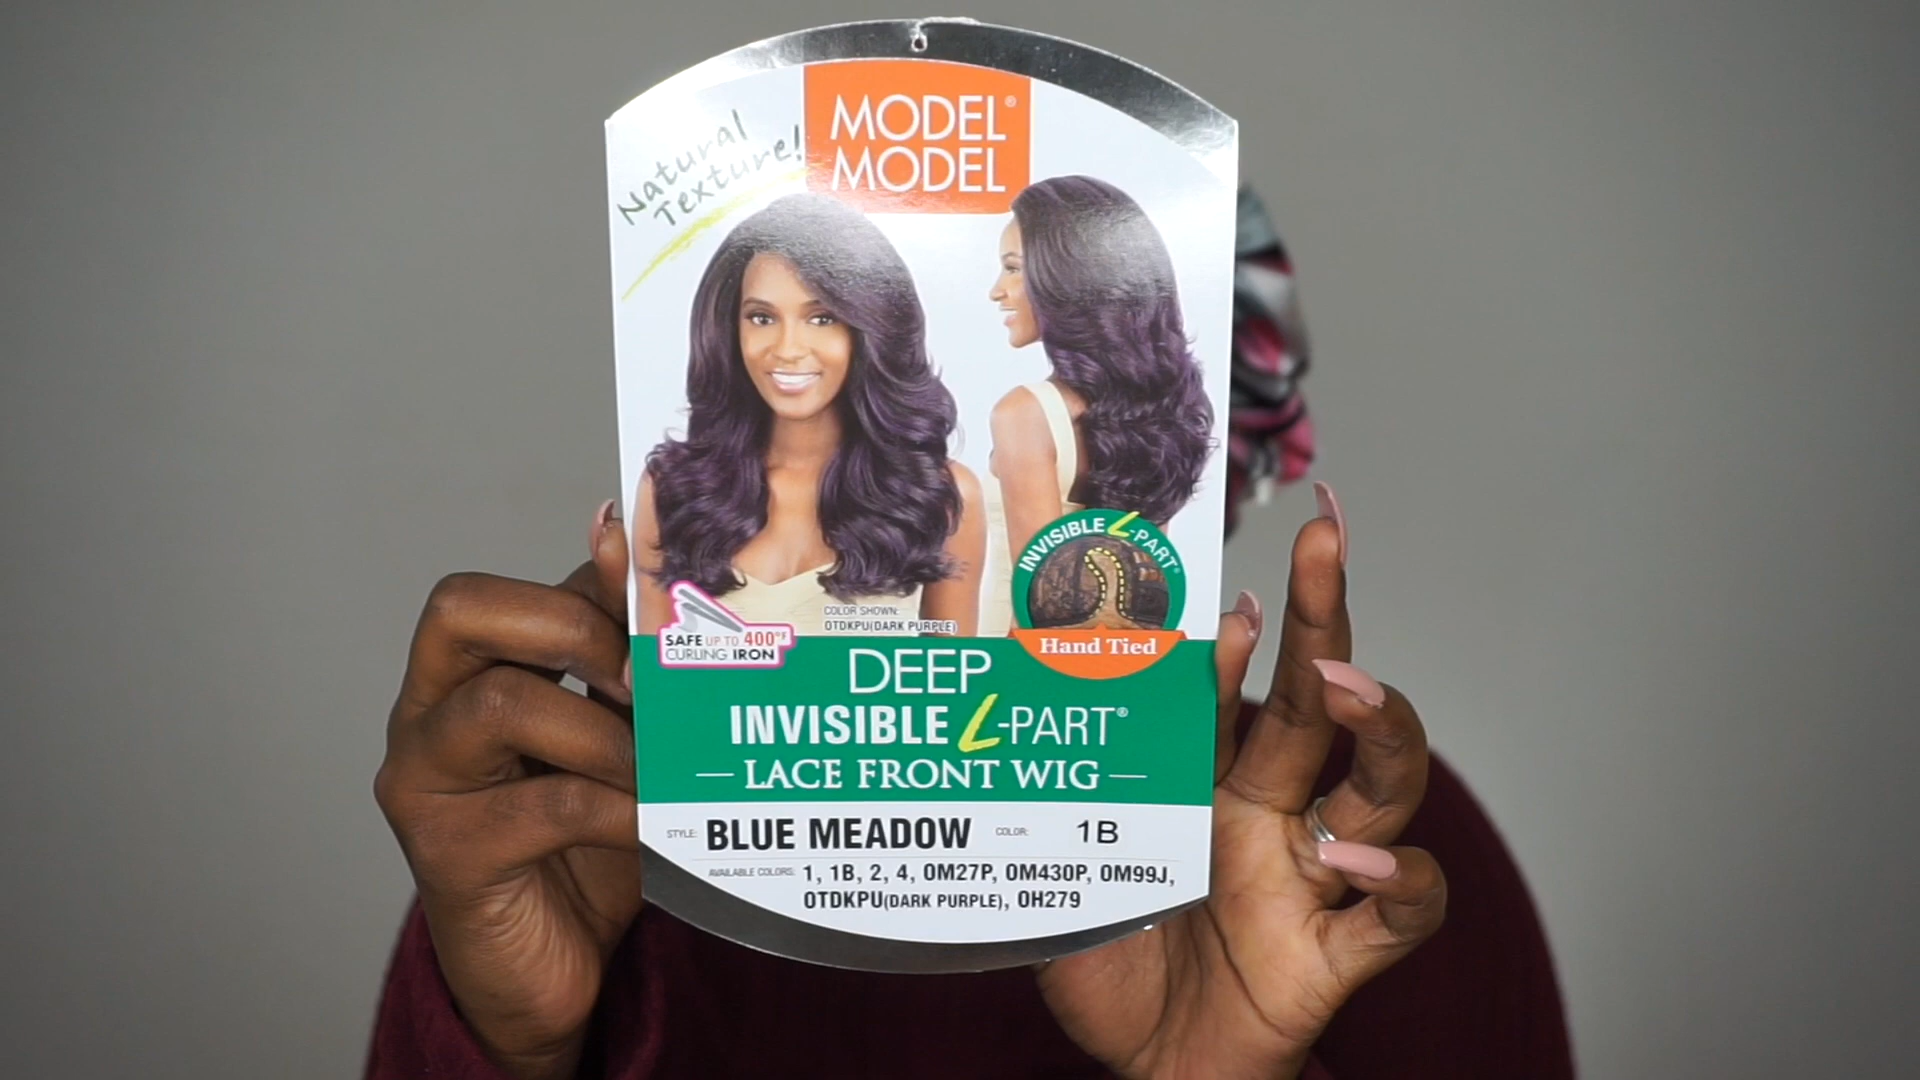 MODEL®
MODEL
Natural
Texture!
INVISIBLE L-PART®
Hand Tied
COLOR SHOWN:
OTDKPU(DARK PURPLE)
SAFE UP TO 400°F
CURLING IRON
DEEP
INVISIBLE L-PART®
— LACE FRONT WIG —
STYLE: BLUE MEADOW COLOR: 1B
AVAILABLE COLORS: 1, 1B, 2, 4, OM27P, OM430P, OM99J,
OTDKPU(DARK PURPLE), OH279